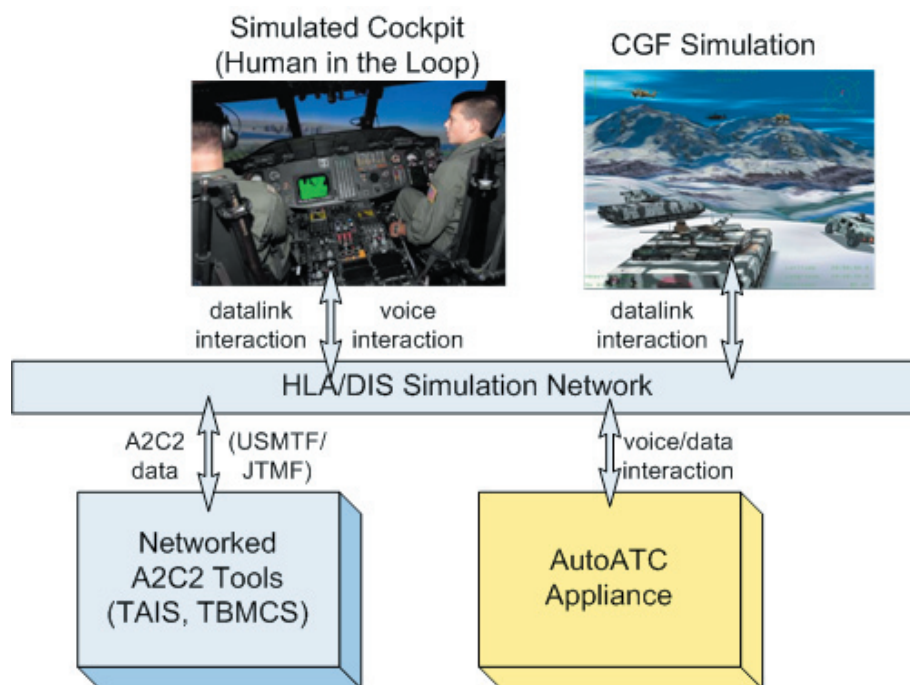 Simulated Cockpit
(Human in the Loop)
CGF Simulation
datalink
interaction
voice
interaction
datalink
interaction
HLA/DIS Simulation Network
A2C2
data
(USMTF/
JTMF)
voice/data
interaction
Networked
A2C2 Tools
(TAIS, TBMCS)
AutoATC
Appliance